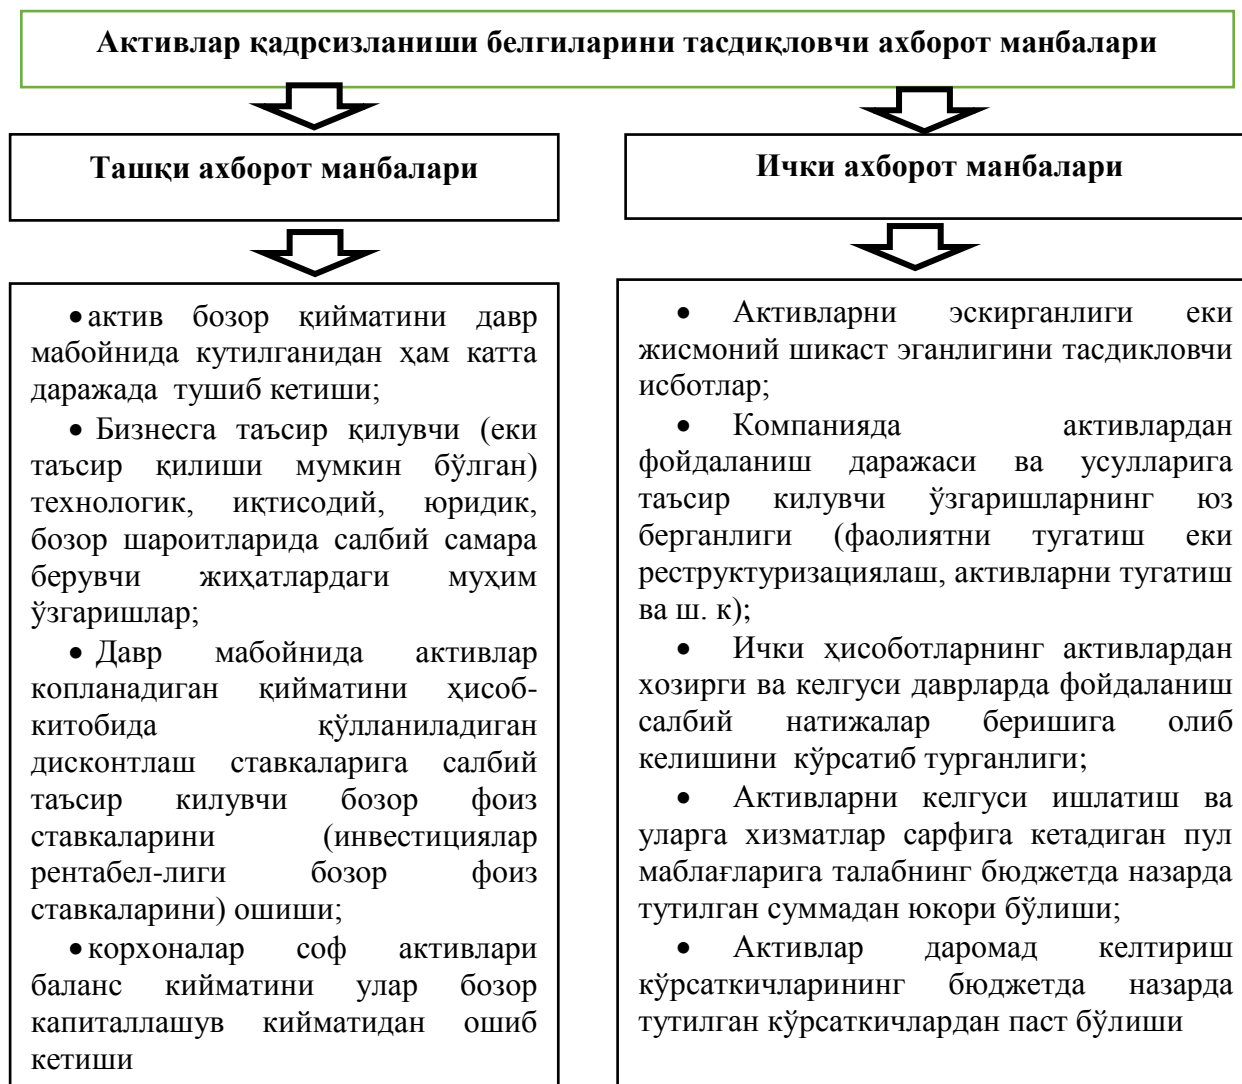 Активлар қадрсизланиши белгиларини тасдиқловчи ахборот манбалари
Ташқи ахборот манбалари
• актив бозор қийматини давр
мабойнида кутилганидан ҳам катта
даражада тушиб кетиши;
• Бизнесга таъсир қилувчи (еки
таъсир қилиши мумкин бўлган)
технологик, иқтисодий, юридик,
бозор шароитларида салбий самара
берувчи жиҳатлардаги муҳим
ўзгаришлар;
• Давр мабойнида активлар
копланадиган қийматини ҳисоб-
китобида қўлланиладиган
дисконтлаш ставкаларига салбий
таъсир килувчи бозор фоиз
ставкаларини (инвестициялар
рентабел-лиги бозор фоиз
ставкаларини) ошиши;
• корхоналар соф активлари
баланс кийматини улар бозор
капиталлашув кийматидан ошиб
кетиши
Ички ахборот манбалари
• Активларни эскирганлиги еки
жисмоний шикаст эганлигини тасдикловчи
исботлар;
• Компанияда активлардан
фойдаланиш даражаси ва усулларига
таъсир килувчи ўзгаришларнинг юз
берганлиги (фаолиятни тугатиш еки
реструктуризациялаш, активларни тугатиш
ва ш. к);
• Ички ҳисоботларнинг активлардан
хозирги ва келгуси даврларда фойдаланиш
салбий натижалар беришига олиб
келишини кўрсатиб турганлиги;
• Активларни келгуси ишлатиш ва
уларга хизматлар сарфига кетадиган пул
маблағларига талабнинг бюджетда назарда
тутилган суммадан юкори бўлиши;
• Активлар даромад келтириш
кўрсаткичларининг бюджетда назарда
тутилган кўрсаткичлардан паст бўлиши